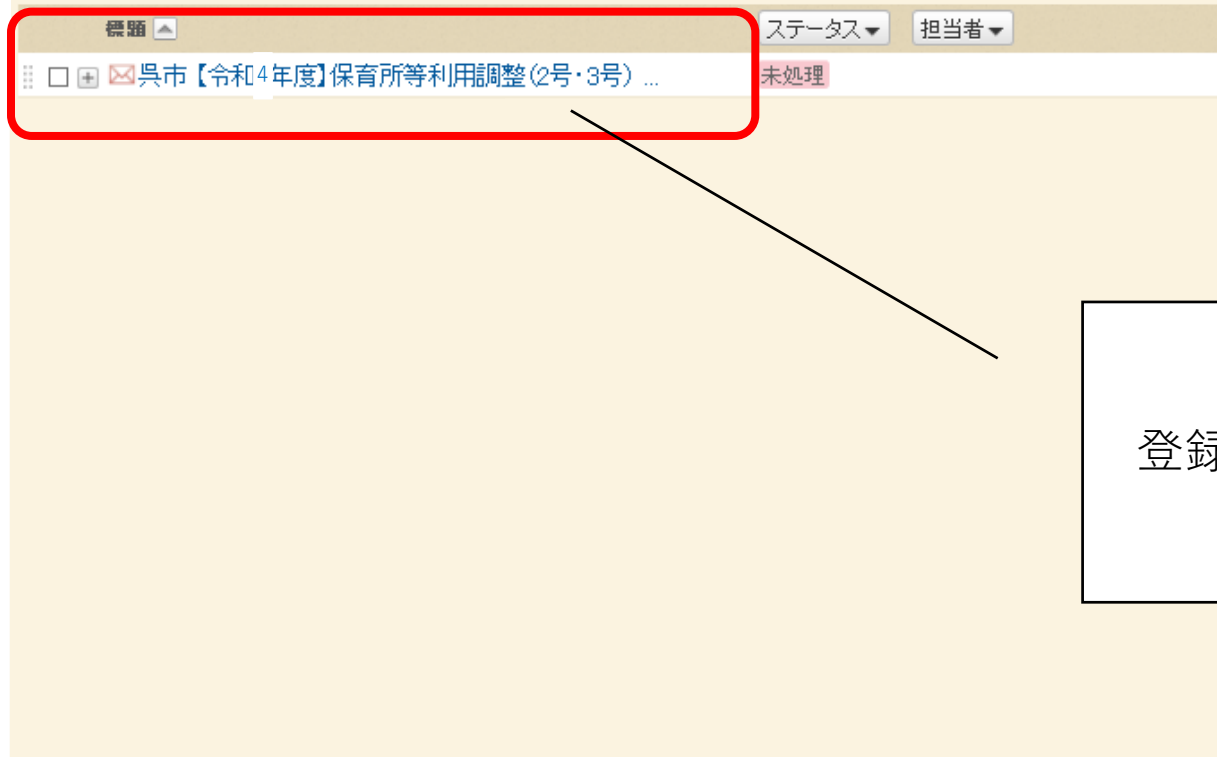 標題 ステータス 担当者
呉市 【令和4年度】保育所等利用調整(2号・3号) ... 未処理
登録